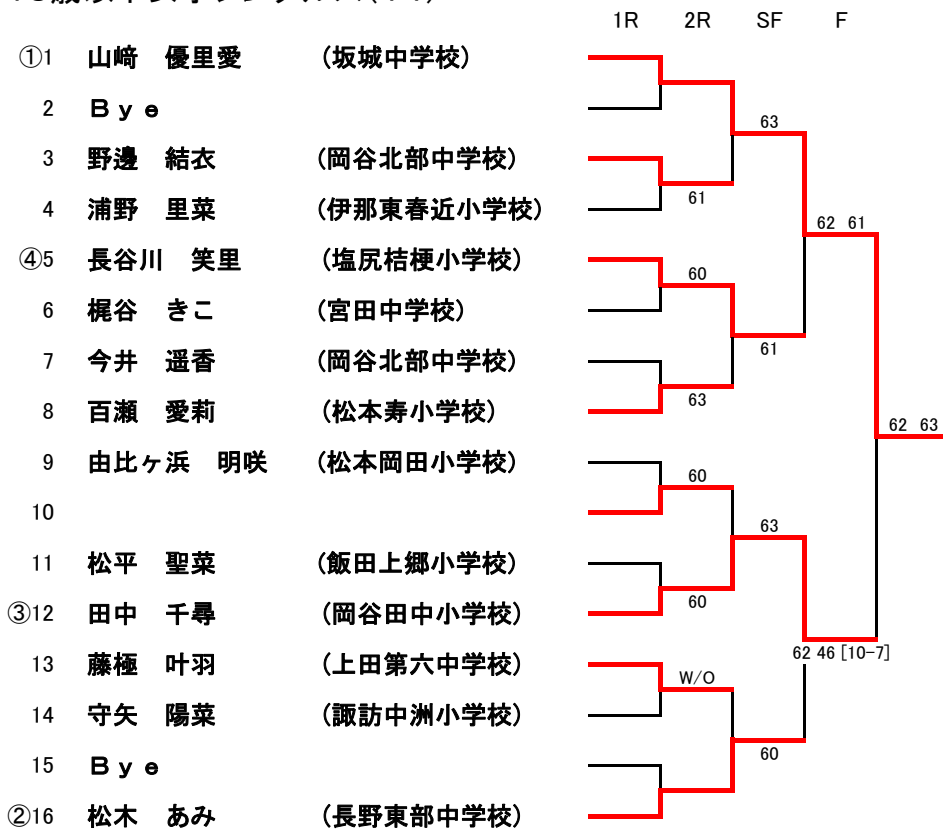 1R 2R SF F
①1 山﨑 優里愛 (坂城中学校)
2 Ｂｙｅ
63
3 野邊 結衣 (岡谷北部中学校)
61
4 浦野 里菜 (伊那東春近小学校)
62 61
④5 長谷川 笑里 (塩尻桔梗小学校)
60
6 梶谷 きこ (宮田中学校)
61
7 今井 遥香 (岡谷北部中学校)
63
8 百瀬 愛莉 (松本寿小学校)
62 63
9 由比ヶ浜 明咲 (松本岡田小学校)
60
10
63
11 松平 聖菜 (飯田上郷小学校)
60
③12 田中 千尋 (岡谷田中小学校)
62 46 [10-7]
13 藤極 叶羽 (上田第六中学校)
W/O
14 守矢 陽菜 (諏訪中洲小学校)
60
15 Ｂｙｅ
②16 松木 あみ (長野東部中学校)